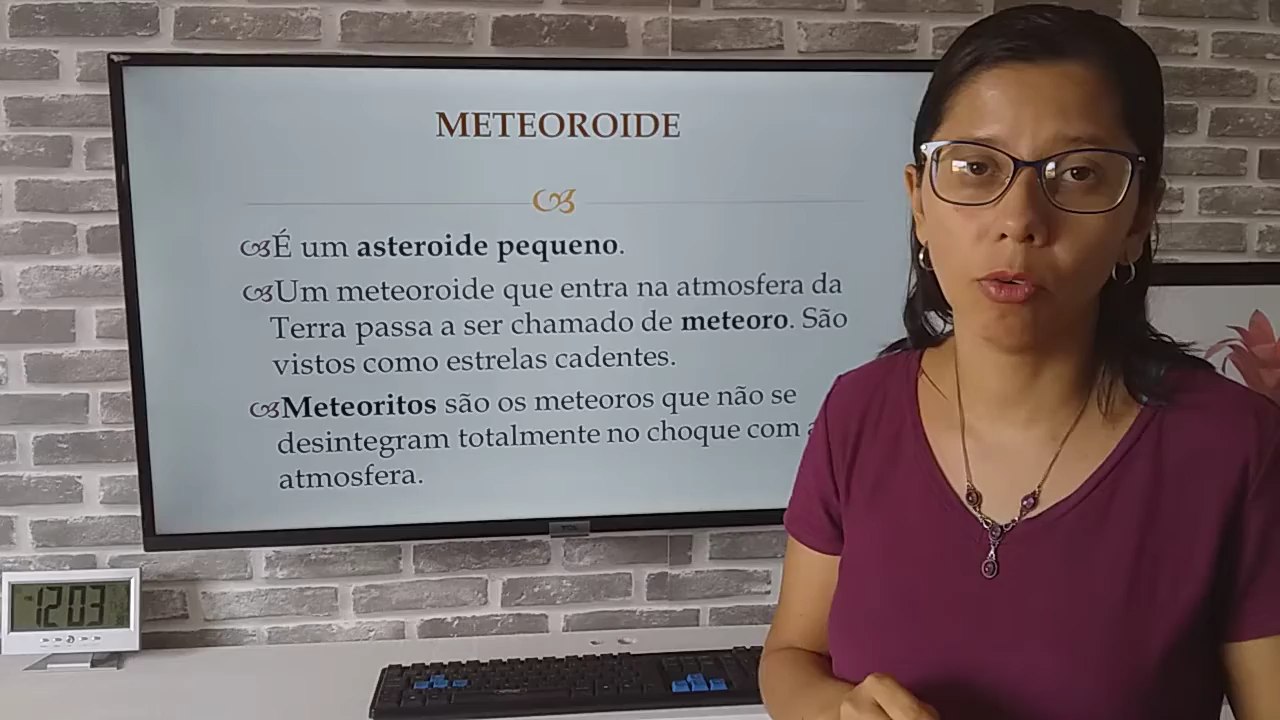 METEOROIDE
É um asteroide pequeno.
Um meteoroide que entra na atmosfera da
Terra passa a ser chamado de meteoro. São
vistos como estrelas cadentes.
Meteoritos são os meteoros que não se
desintegram totalmente no choque com a
atmosfera.
TCL
12:03